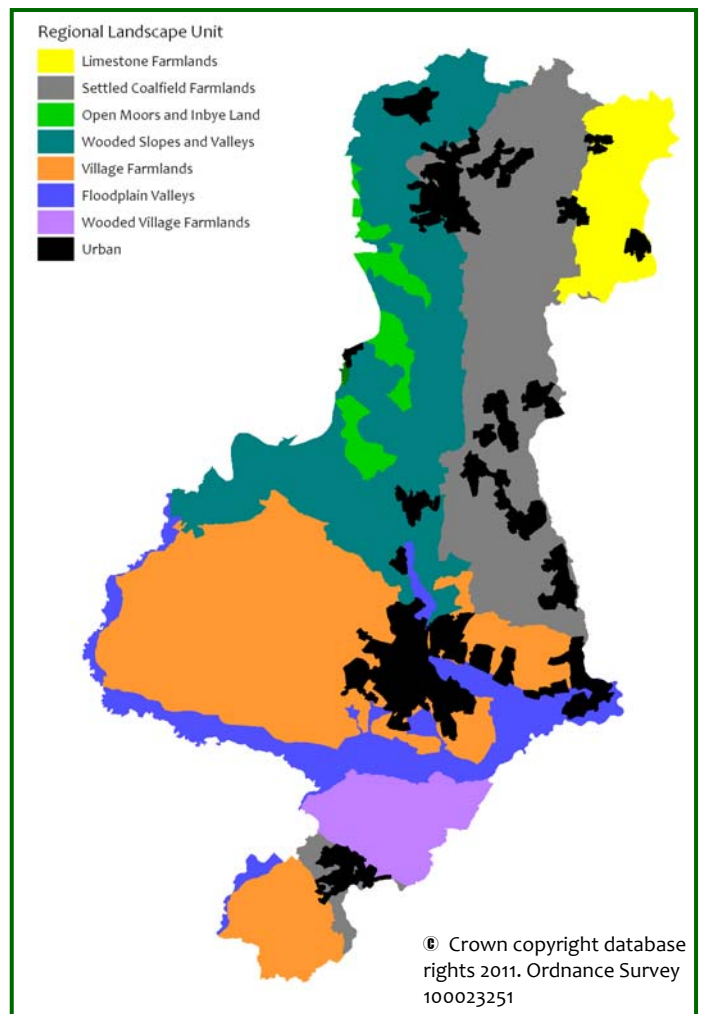 Regional Landscape Unit
Limestone Farmlands
Settled Coalfield Farmlands
Open Moors and Inbye Land
Wooded Slopes and Valleys
Village Farmlands
Floodplain Valleys
Wooded Village Farmlands
Urban
© Crown copyright database
rights 2011. Ordnance Survey
100023251